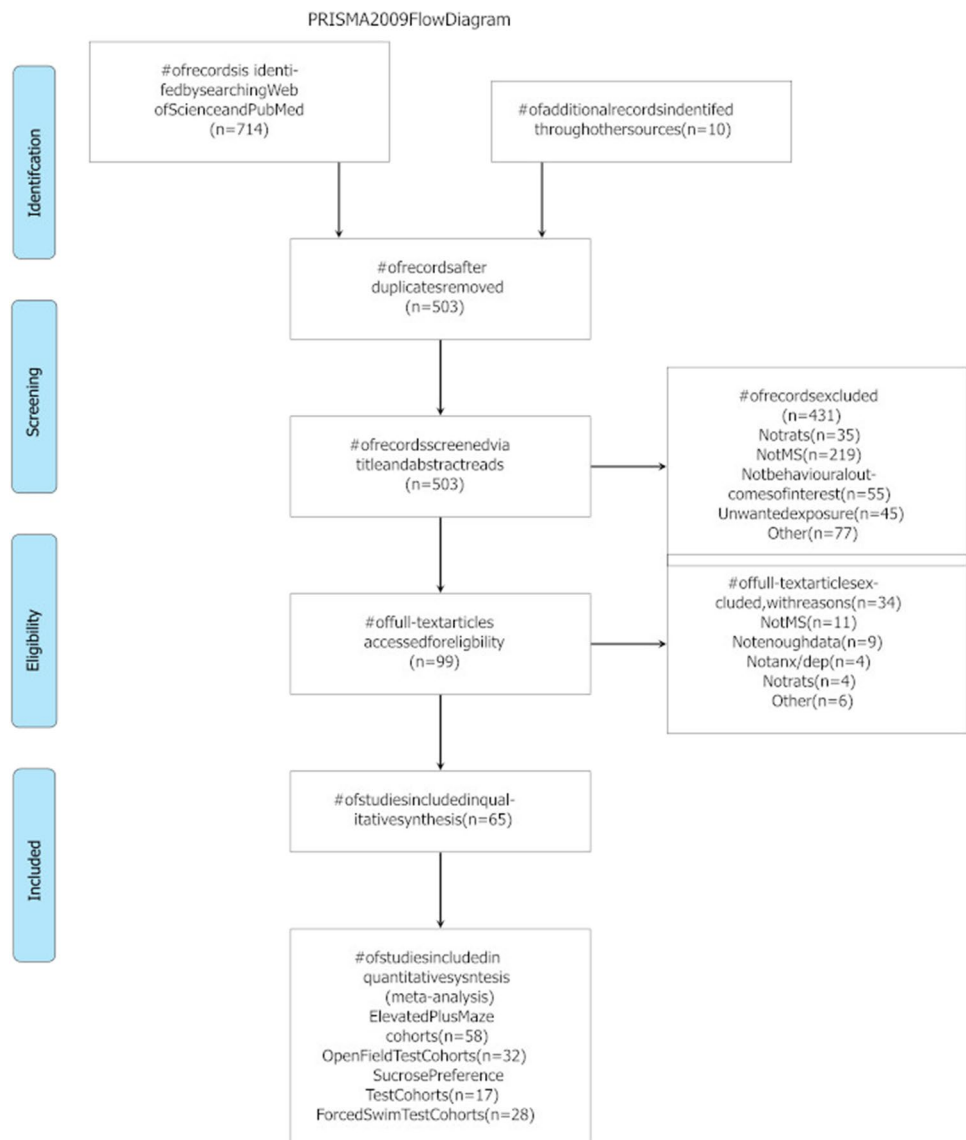 PRISMA2009FlowDiagram
#ofrecordsis identi-
fedbysearchingWeb
ofScienceandPubMed
(n=714)
#ofadditionalrecordsindentifed
throughothersources(n=10)
Identifcation
#ofrecordsafter
duplicatesremoved
(n=503)
Screening
#ofrecordsscreenedvia
titleandabstractreads
(n=503)
#ofrecordsexcluded
(n=431)
Notrats(n=35)
NotMS(n=219)
Notbehaviouralout-
comesofinterest(n=55)
Unwantedexposure(n=45)
Other(n=77)
Eligibility
#offull-textarticles
accessedforeligbility
(n=99)
#offull-textarticlesex-
cluded,withreasons(n=34)
NotMS(n=11)
Notenoughdata(n=9)
Notanx/dep(n=4)
Notrats(n=4)
Other(n=6)
Included
#ofstudiesincludedinqual-
itativesynthesis(n=65)
#ofstudiesincludedin
quantitativesysntesis
(meta-analysis)
ElevatedPlusMaze
cohorts(n=58)
OpenFieldTestCohorts(n=32)
SucrosePreference
TestCohorts(n=17)
ForcedSwimTestCohorts(n=28)